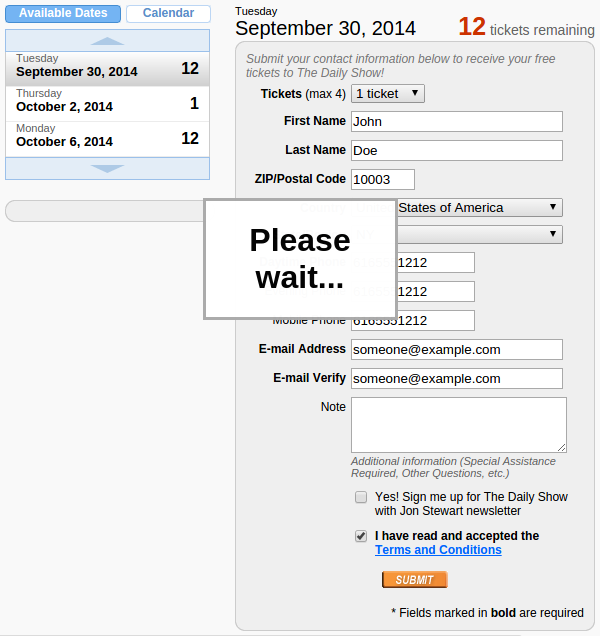 Available Dates
Calendar
Tuesday
September 30, 2014 12
Thursday
October 2, 2014 1
Monday
October 6, 2014 12
Tuesday
September 30, 2014
12 tickets remaining
Submit your contact information below to receive your free
tickets to The Daily Show!
Tickets (max 4) 1 ticket
First Name John
Last Name Doe
ZIP/Postal Code 10003
States of America
Please
wait...
1212
1212
Mobile Phone 6165551212
E-mail Address someone@example.com
E-mail Verify someone@example.com
Note
Additional information (Special Assistance
Required, Other Questions, etc.)
Yes! Sign me up for The Daily Show
with Jon Stewart newsletter
I have read and accepted the
Terms and Conditions
SUBMIT
* Fields marked in bold are required